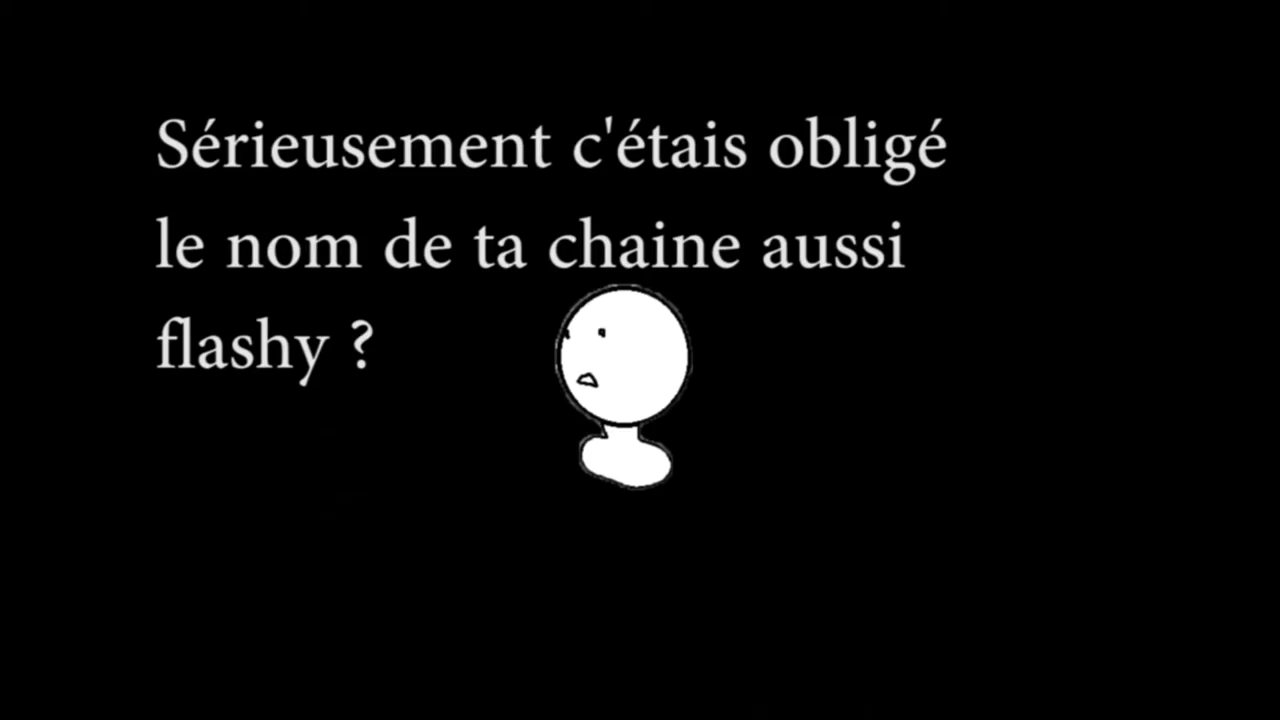 Sérieusement c'étais obligé
le nom de ta chaine aussi
flashy ?